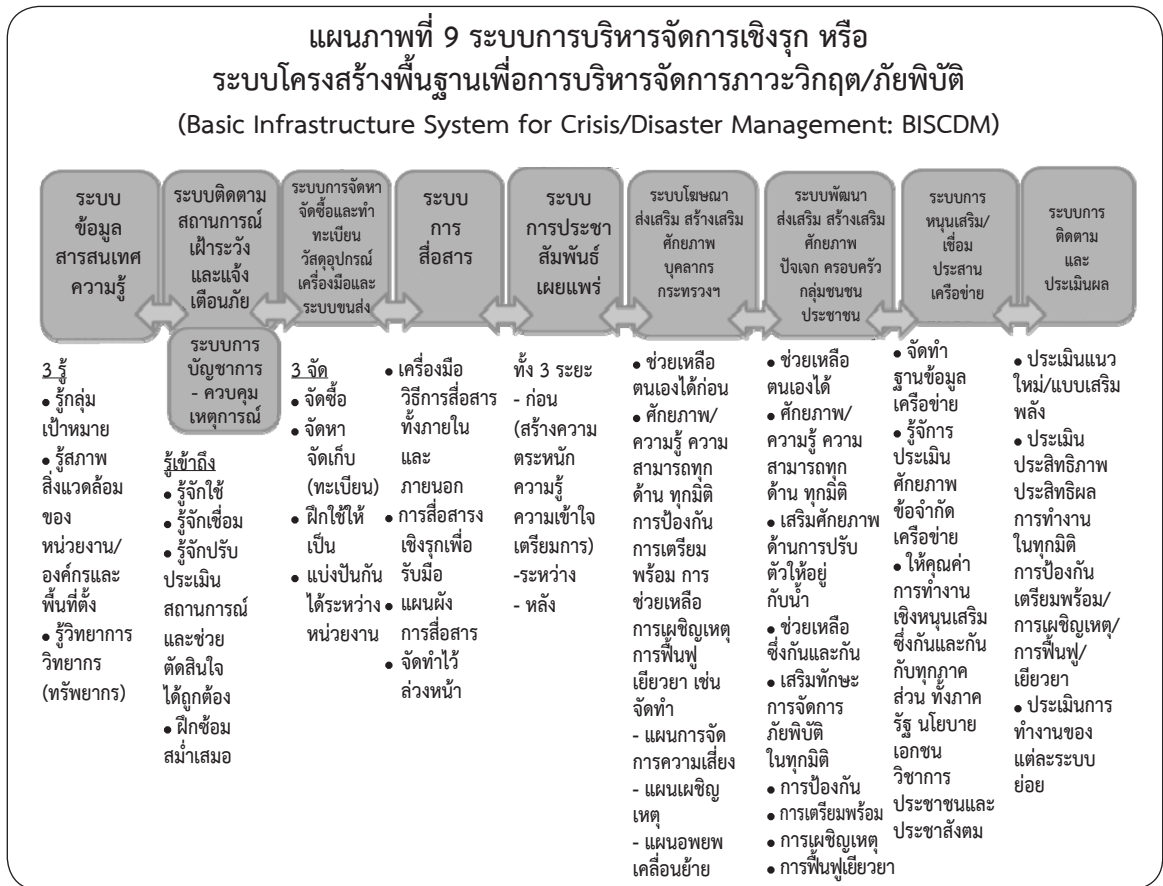 แผนภาพที่ 9 ระบบการบริหารจัดการเชิงรุก หรือ
ระบบโครงสร้างพื้นฐานเพื่อการบริหารจัดการภาวะวิกฤต/ภัยพิบัติ
(Basic Infrastructure System for Crisis/Disaster Management: BISCDM)
ระบบ
ข้อมูล
สารสนเทศ
ความรู้
3 รู้
• รู้กลุ่ม
เป้าหมาย
• รู้สภาพ
สิ่งแวดล้อม
ของ
หน่วยงาน/
องค์กรและ
พื้นที่ตั้ง
• รู้วิทยาการ
วิทยากร
(ทรัพยากร)
ระบบติดตาม
สถานการณ์
เฝ้าระวัง
และแจ้ง
เตือนภัย
ระบบการ
บัญชาการ
- ควบคุม
เหตุการณ์
รู้เข้าถึง
• รู้จักใช้
• รู้จักเชื่อม
• รู้จักปรับ
ประเมิน
สถานการณ์
และช่วย
ตัดสินใจ
ได้ถูกต้อง
• ฝึกซ้อม
สม่ำเสมอ
ระบบการจัดหา
จัดซื้อและทำ
ทะเบียน
วัสดุอุปกรณ์
เครื่องมือและ
ระบบขนส่ง
3 จัด
• จัดซื้อ
• จัดหา
จัดเก็บ
(ทะเบียน)
• ฝึกใช้ให้
เป็น
• แบ่งปันกัน
ได้ระหว่าง
หน่วยงาน
ระบบ
การ
สื่อสาร
• เครื่องมือ
วิธีการสื่อสาร
ทั้งภายใน
และ
ภายนอก
• การสื่อสารง
เชิงรุกเพื่อ
รับมือ
• แผนผัง
การสื่อสาร
• จัดทำไว้
ล่วงหน้า
ระบบ
การประชา
สัมพันธ์
เผยแพร่
ทั้ง 3 ระยะ
- ก่อน
(สร้างความ
ตระหนัก
ความรู้
ความเข้าใจ
เตรียมการ)
-ระหว่าง
- หลัง
ระบบโฆษณา
ส่งเสริม สร้างเสริม
ศักยภาพ
บุคลากร
กระทรวงฯ
• ช่วยเหลือ
ตนเองได้ก่อน
• ศักยภาพ/
ความรู้ ความ
สามารถทุก
ด้าน ทุกมิติ
การป้องกัน
การเตรียม
พร้อม การ
ช่วยเหลือ
การเผชิญเหตุ
การฟื้นฟู
เยียวยา เช่น
จัดทำ
- แผนการจัด
การความเสี่ยง
- แผนเผชิญ
เหตุ
- แผนอพยพ
เคลื่อนย้าย
ระบบพัฒนา
ส่งเสริม สร้างเสริม
ศักยภาพ
ปัจเจก ครอบครัว
กลุ่มชนชน
ประชาชน
• ช่วยเหลือ
ตนเองได้
• ศักยภาพ/
ความรู้ ความ
สามารถทุก
ด้าน ทุกมิติ
• เสริมศักยภาพ
ด้านการปรับ
ตัวให้อยู่
กับน้ำ
• ช่วยเหลือ
ซึ่งกันและกัน
• เสริมทักษะ
การจัดการ
ภัยพิบัติ
ในทุกมิติ
• การป้องกัน
• การเตรียมพร้อม
• การเผชิญเหตุ
• การฟื้นฟูเยียวยา
ระบบการ
หนุนเสริม/
เชื่อม
ประสาน
เครือข่าย
• จัดทำ
ฐานข้อมูล
เครือข่าย
• รู้จัการ
ประเมิน
ศักยภาพ
ข้อจำกัด
เครือข่าย
• ให้คุณค่า
การทำงาน
เชิงหนุนเสริม
ซึ่งกันและกัน
กับทุกภาค
ส่วน ทั้งภาค
รัฐ นโยบาย
เอกชน
วิชาการ
ประชาชนและ
ประชาสังตม
ระบบการ
ติดตาม
และ
ประเมินผล
• ประเมินแนว
ใหม่/แบบเสริม
พลัง
• ประเมิน
ประสิทธิภาพ
ประสิทธิผล
การทำงาน
ในทุกมิติ
การป้องกัน
เตรียมพร้อม/
การเผชิญเหตุ/
การฟื้นฟู/
เยียวยา
• ประเมินการ
ทำงานของ
แต่ละระบบ
ย่อย